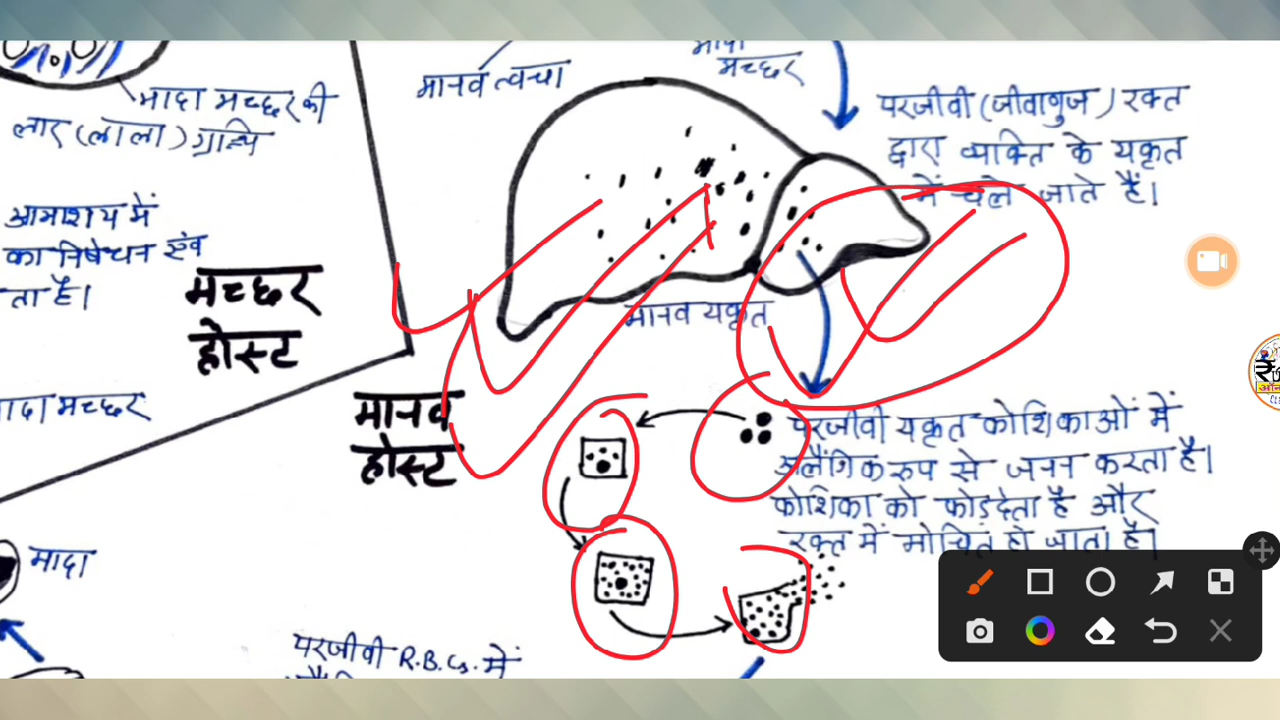 मादा मच्छर की
लार (लाला) ग्रन्थि
आमाशय में
का निषेचन एंव
ता है।
मच्छर
होस्ट
मादा मच्छर
मादा
मानव त्वचा
मादा
मच्छर
परजीवी (जीवाणुज) रक्त
द्वारा व्यक्ति के यकृत
में चले जाते हैं।
मानव यकृत
मानव
होस्ट
परजीवी यकृत कोशिकाओं में
अलैंगिक रुप से जनन करता है।
कोशिका को फोड़ देता है और
रक्त में मोचित हो जाता है।
परजीवी R.B.Cs. में